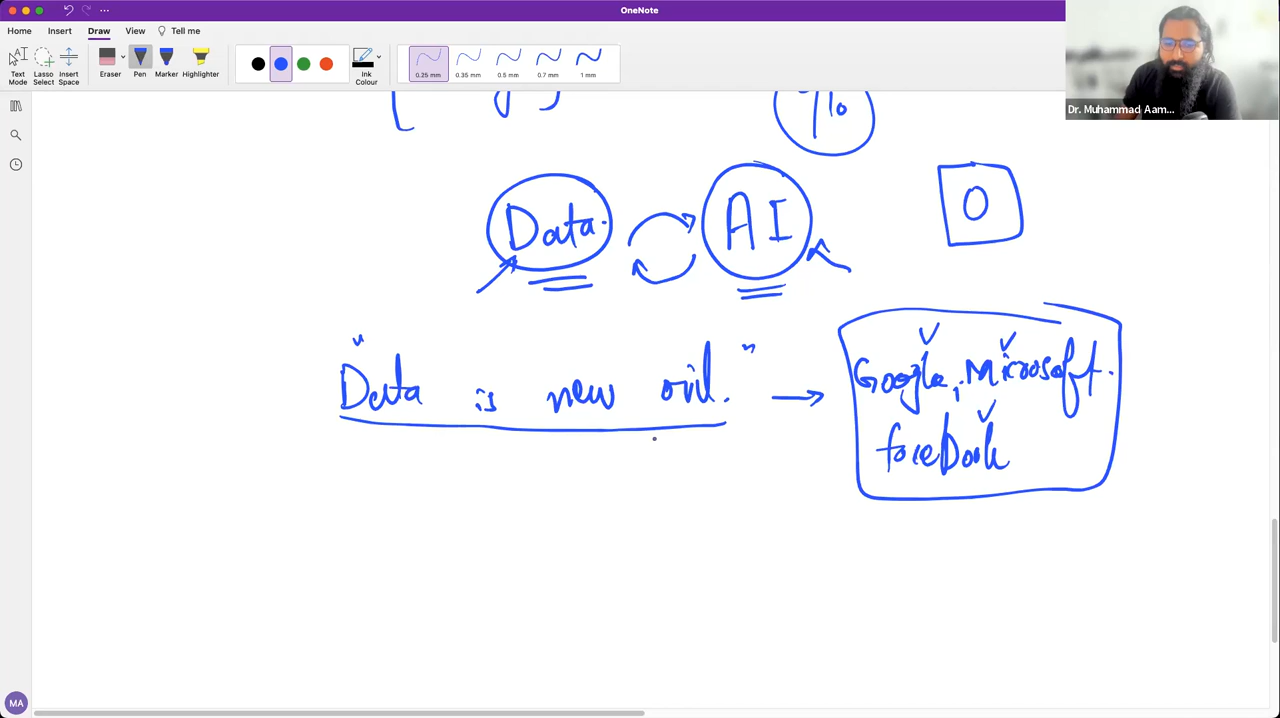 OneNote
Home Insert Draw View Tell me
Text Mode
Lasso Select
Insert Space
Eraser
Pen
Marker
Highlighter
Ink Colour
0.25 mm
0.35 mm
0.5 mm
0.7 mm
1 mm
Dr. Muhammad Aam...
%
Data.
AI
0
"Data is new oil." →
Google, Microsoft.
facebook
MA